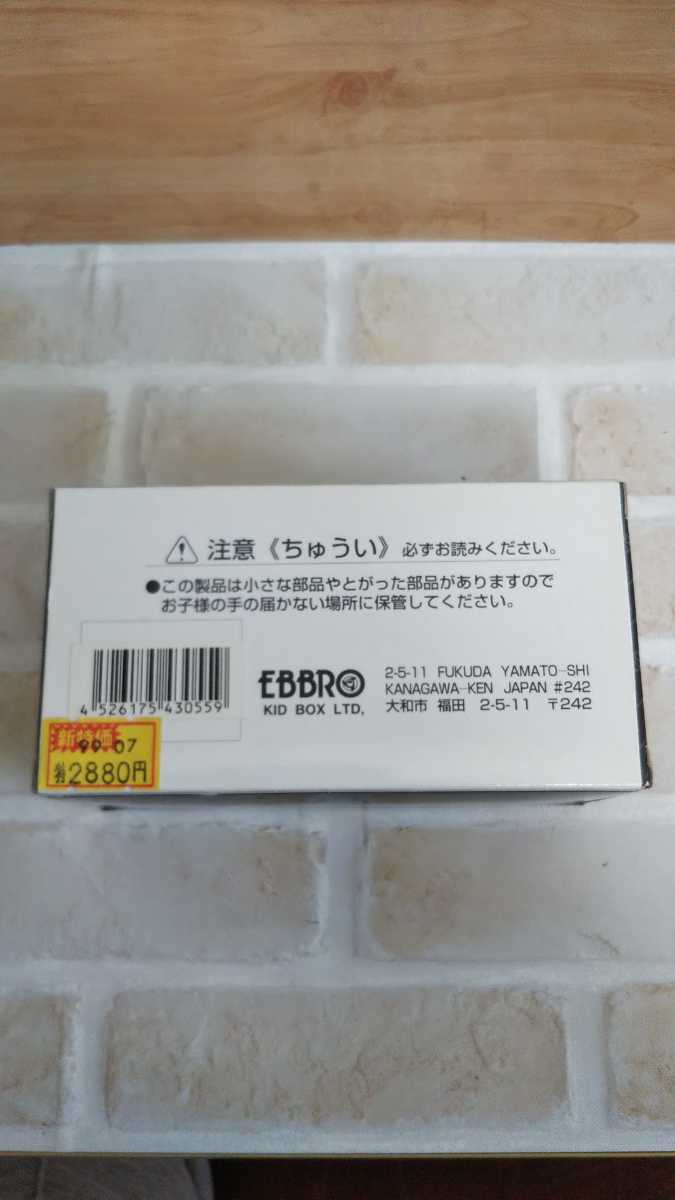 注意《ちゅうい》必ずお読みください。
●この製品は小さな部品やとがった部品がありますので
お子様の手の届かない場所に保管してください。
4 526175 430559
新特価
99.07
2880円
EBBRO
KID BOX LTD,
2-5-11 FUKUDA YAMATO-SHI
KANAGAWA-KEN JAPAN #242
大和市 福田 2-5-11 〒242